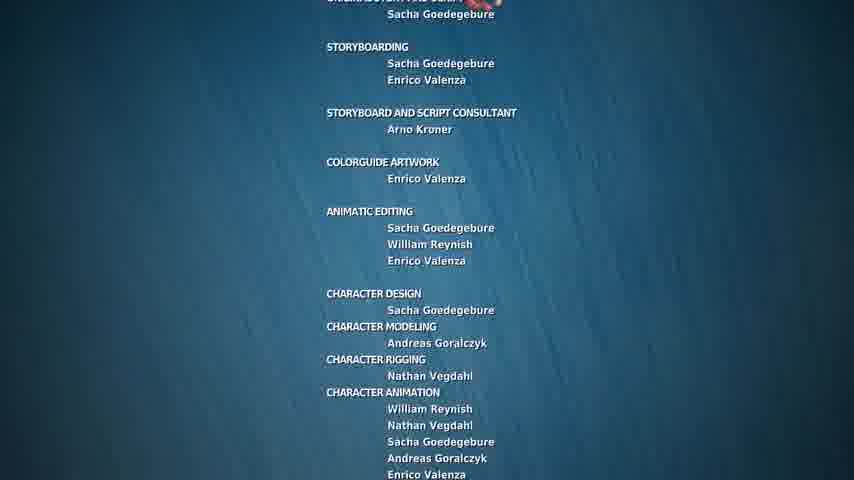 Sacha Goedegebure
STORYBOARDING
Sacha Goedegebure
Enrico Valenza
STORYBOARD AND SCRIPT CONSULTANT
Arno Kroner
COLORGUIDE ARTWORK
Enrico Valenza
ANIMATIC EDITING
Sacha Goedegebure
William Reynish
Enrico Valenza
CHARACTER DESIGN
Sacha Goedegebure
CHARACTER MODELING
Andreas Goralczyk
CHARACTER RIGGING
Nathan Vegdahl
CHARACTER ANIMATION
William Reynish
Nathan Vegdahl
Sacha Goedegebure
Andreas Goralczyk
Enrico Valenza